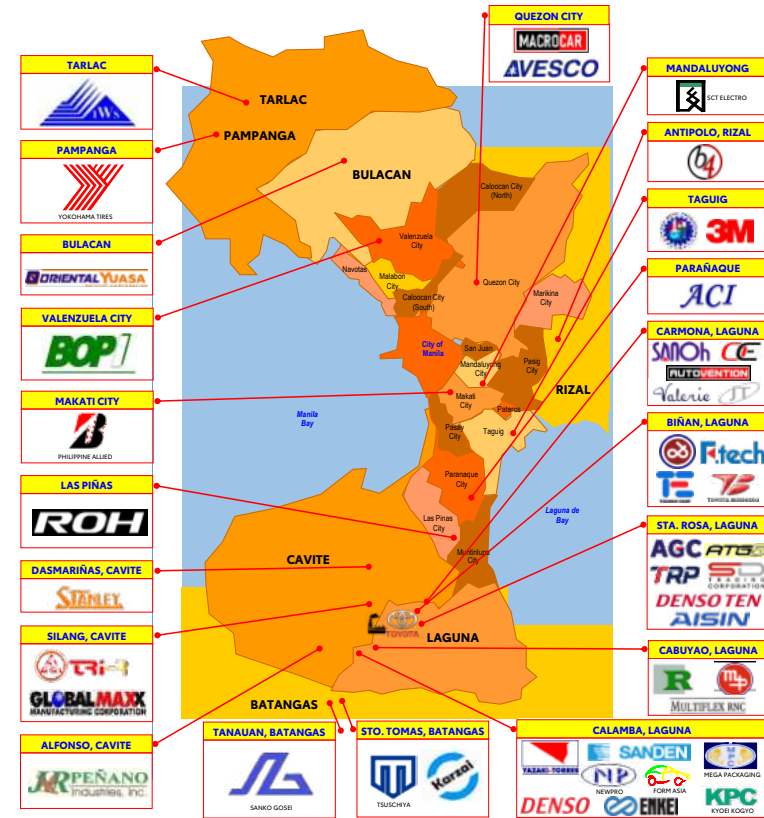 QUEZON CITY
MACROCAR
AVESCO
TARLAC
IWS
PAMPANGA
YOKOHAMA TIRES
BULACAN
ORIENTAL YUASA
VALENZUELA CITY
BOP
MAKATI CITY
PHILIPPINE ALLIED
LAS PIÑAS
ROH
DASMARIÑAS, CAVITE
STANLEY
SILANG, CAVITE
TRi-R
GLOBALMAXX
MANUFACTURING CORPORATION
ALFONSO, CAVITE
JAR PEÑANO
Industries, Inc.
TARLAC
PAMPANGA
BULACAN
Caloocan City
(North)
Valenzuela
City
Navotas
Malabon
City
Caloocan City
(South)
Quezon City
Marikina
City
City of
Manila
San Juan
Mandaluyong
City
Pasig
City
Makati
City
Pateros
RIZAL
Pasay
City
Taguig
Manila
Bay
Paranaque
City
Las Pinas
City
Muntinlupa
City
Laguna de
Bay
CAVITE
TOYOTA
LAGUNA
BATANGAS
MANDALUYONG
SCT ELECTRO
ANTIPOLO, RIZAL
b4
TAGUIG
3M
PARAÑAQUE
ACI
CARMONA, LAGUNA
SANOh
AUTOVENTION
Valerie
BIÑAN, LAGUNA
F.tech
STA. ROSA, LAGUNA
AGC
TRP
TRADING
CORPORATION
DENSO TEN
AISIN
CABUYAO, LAGUNA
R
MULTIFLEX RNC
TANAUAN, BATANGAS
SANKO GOSEI
STO. TOMAS, BATANGAS
TSUSCHIYA
Karzai
CALAMBA, LAGUNA
YAZAKI-TORRES
SANDEN
MPC
MEGA PACKAGING
NP
NEWPRO
FORM ASIA
DENSO
ENKEI
KPC
KYOEI KOGYO